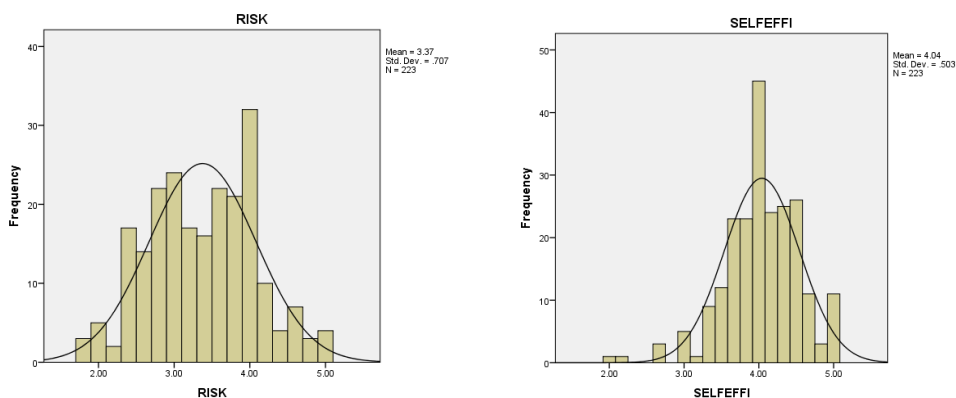 RISK
Mean = 3.37
Std. Dev. = .707
N = 223
40
30
20
10
0
Frequency
2.00 3.00 4.00 5.00
RISK
SELFEFFI
Mean = 4.04
Std. Dev. = .503
N = 223
50
40
30
20
10
0
Frequency
2.00 3.00 4.00 5.00
SELFEFFI